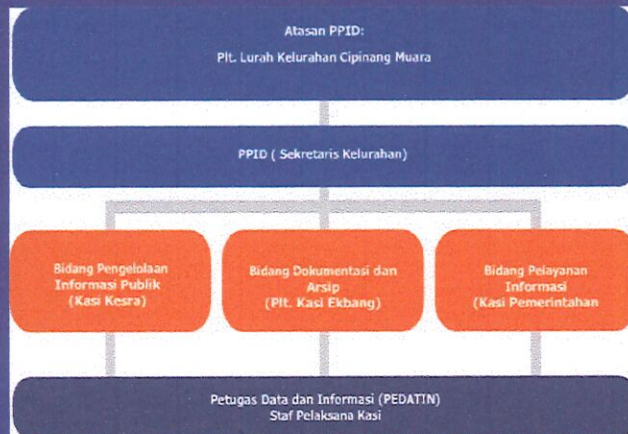 Atasan PPID:
Plt. Lurah Kelurahan Cipinang Muara
PPID ( Sekretaris Kelurahan)
Bidang Pengelolaan
Informasi Publik
(Kasi Kesra)
Bidang Dokumentasi dan
Arsip
(Plt. Kasi Ekbang)
Bidang Pelayanan
Informasi
(Kasi Pemerintahan
Petugas Data dan Informasi (PEDATIN)
Staf Pelaksana Kasi